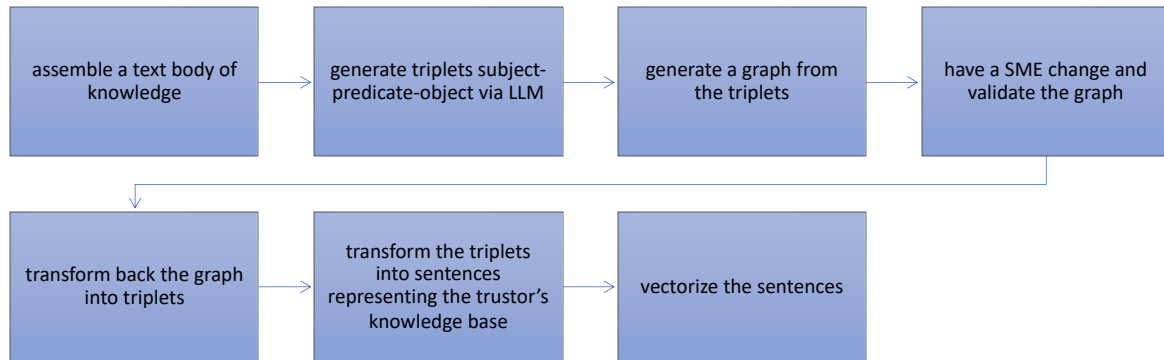 assemble a text body of
knowledge
generate triplets subject-
predicate-object via LLM
generate a graph from
the triplets
have a SME change and
validate the graph
transform back the graph
into triplets
transform the triplets
into sentences
representing the trustor's
knowledge base
vectorize the sentences